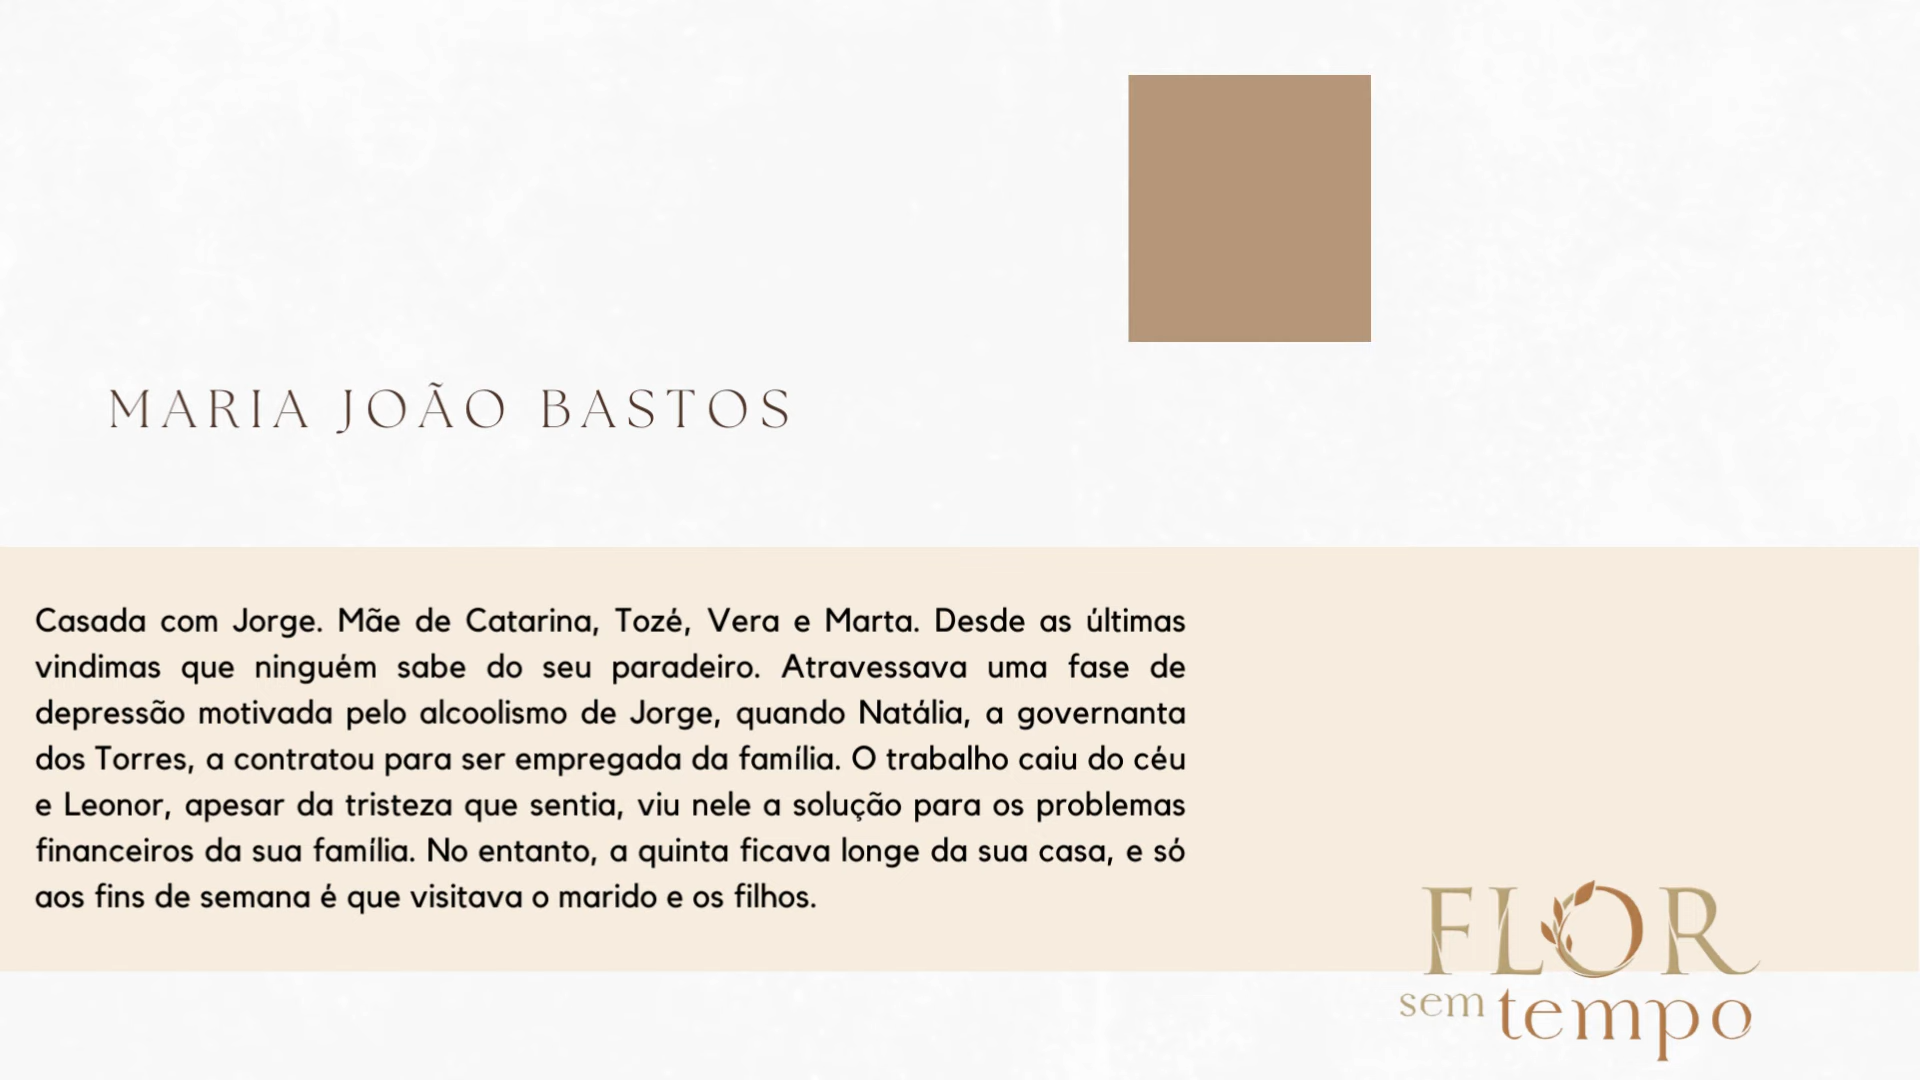 MARIA JOÃO BASTOS
Casada com Jorge. Mãe de Catarina, Tozé, Vera e Marta. Desde as últimas
vindimas que ninguém sabe do seu paradeiro. Atravessava uma fase de
depressão motivada pelo alcoolismo de Jorge, quando Natália, a governanta
dos Torres, a contratou para ser empregada da família. O trabalho caiu do céu
e Leonor, apesar da tristeza que sentia, viu nele a solução para os problemas
financeiros da sua família. No entanto, a quinta ficava longe da sua casa, e só
aos fins de semana é que visitava o marido e os filhos.
FLOR
sem tempo